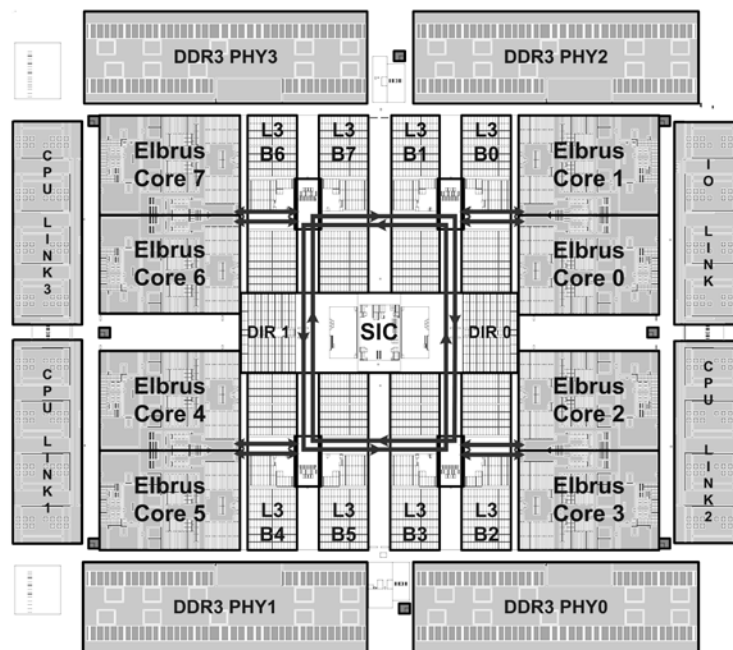 DDR3 PHY3
DDR3 PHY2
CPU LINK3
Elbrus
Core 7
L3
B6
L3
B7
L3
B1
L3
B0
Elbrus
Core 1
IO LINK
Elbrus
Core 6
Elbrus
Core 0
DIR 1
SIC
DIR 0
CPU LINK1
Elbrus
Core 4
Elbrus
Core 2
CPU LINK2
Elbrus
Core 5
L3
B4
L3
B5
L3
B3
L3
B2
Elbrus
Core 3
DDR3 PHY1
DDR3 PHY0